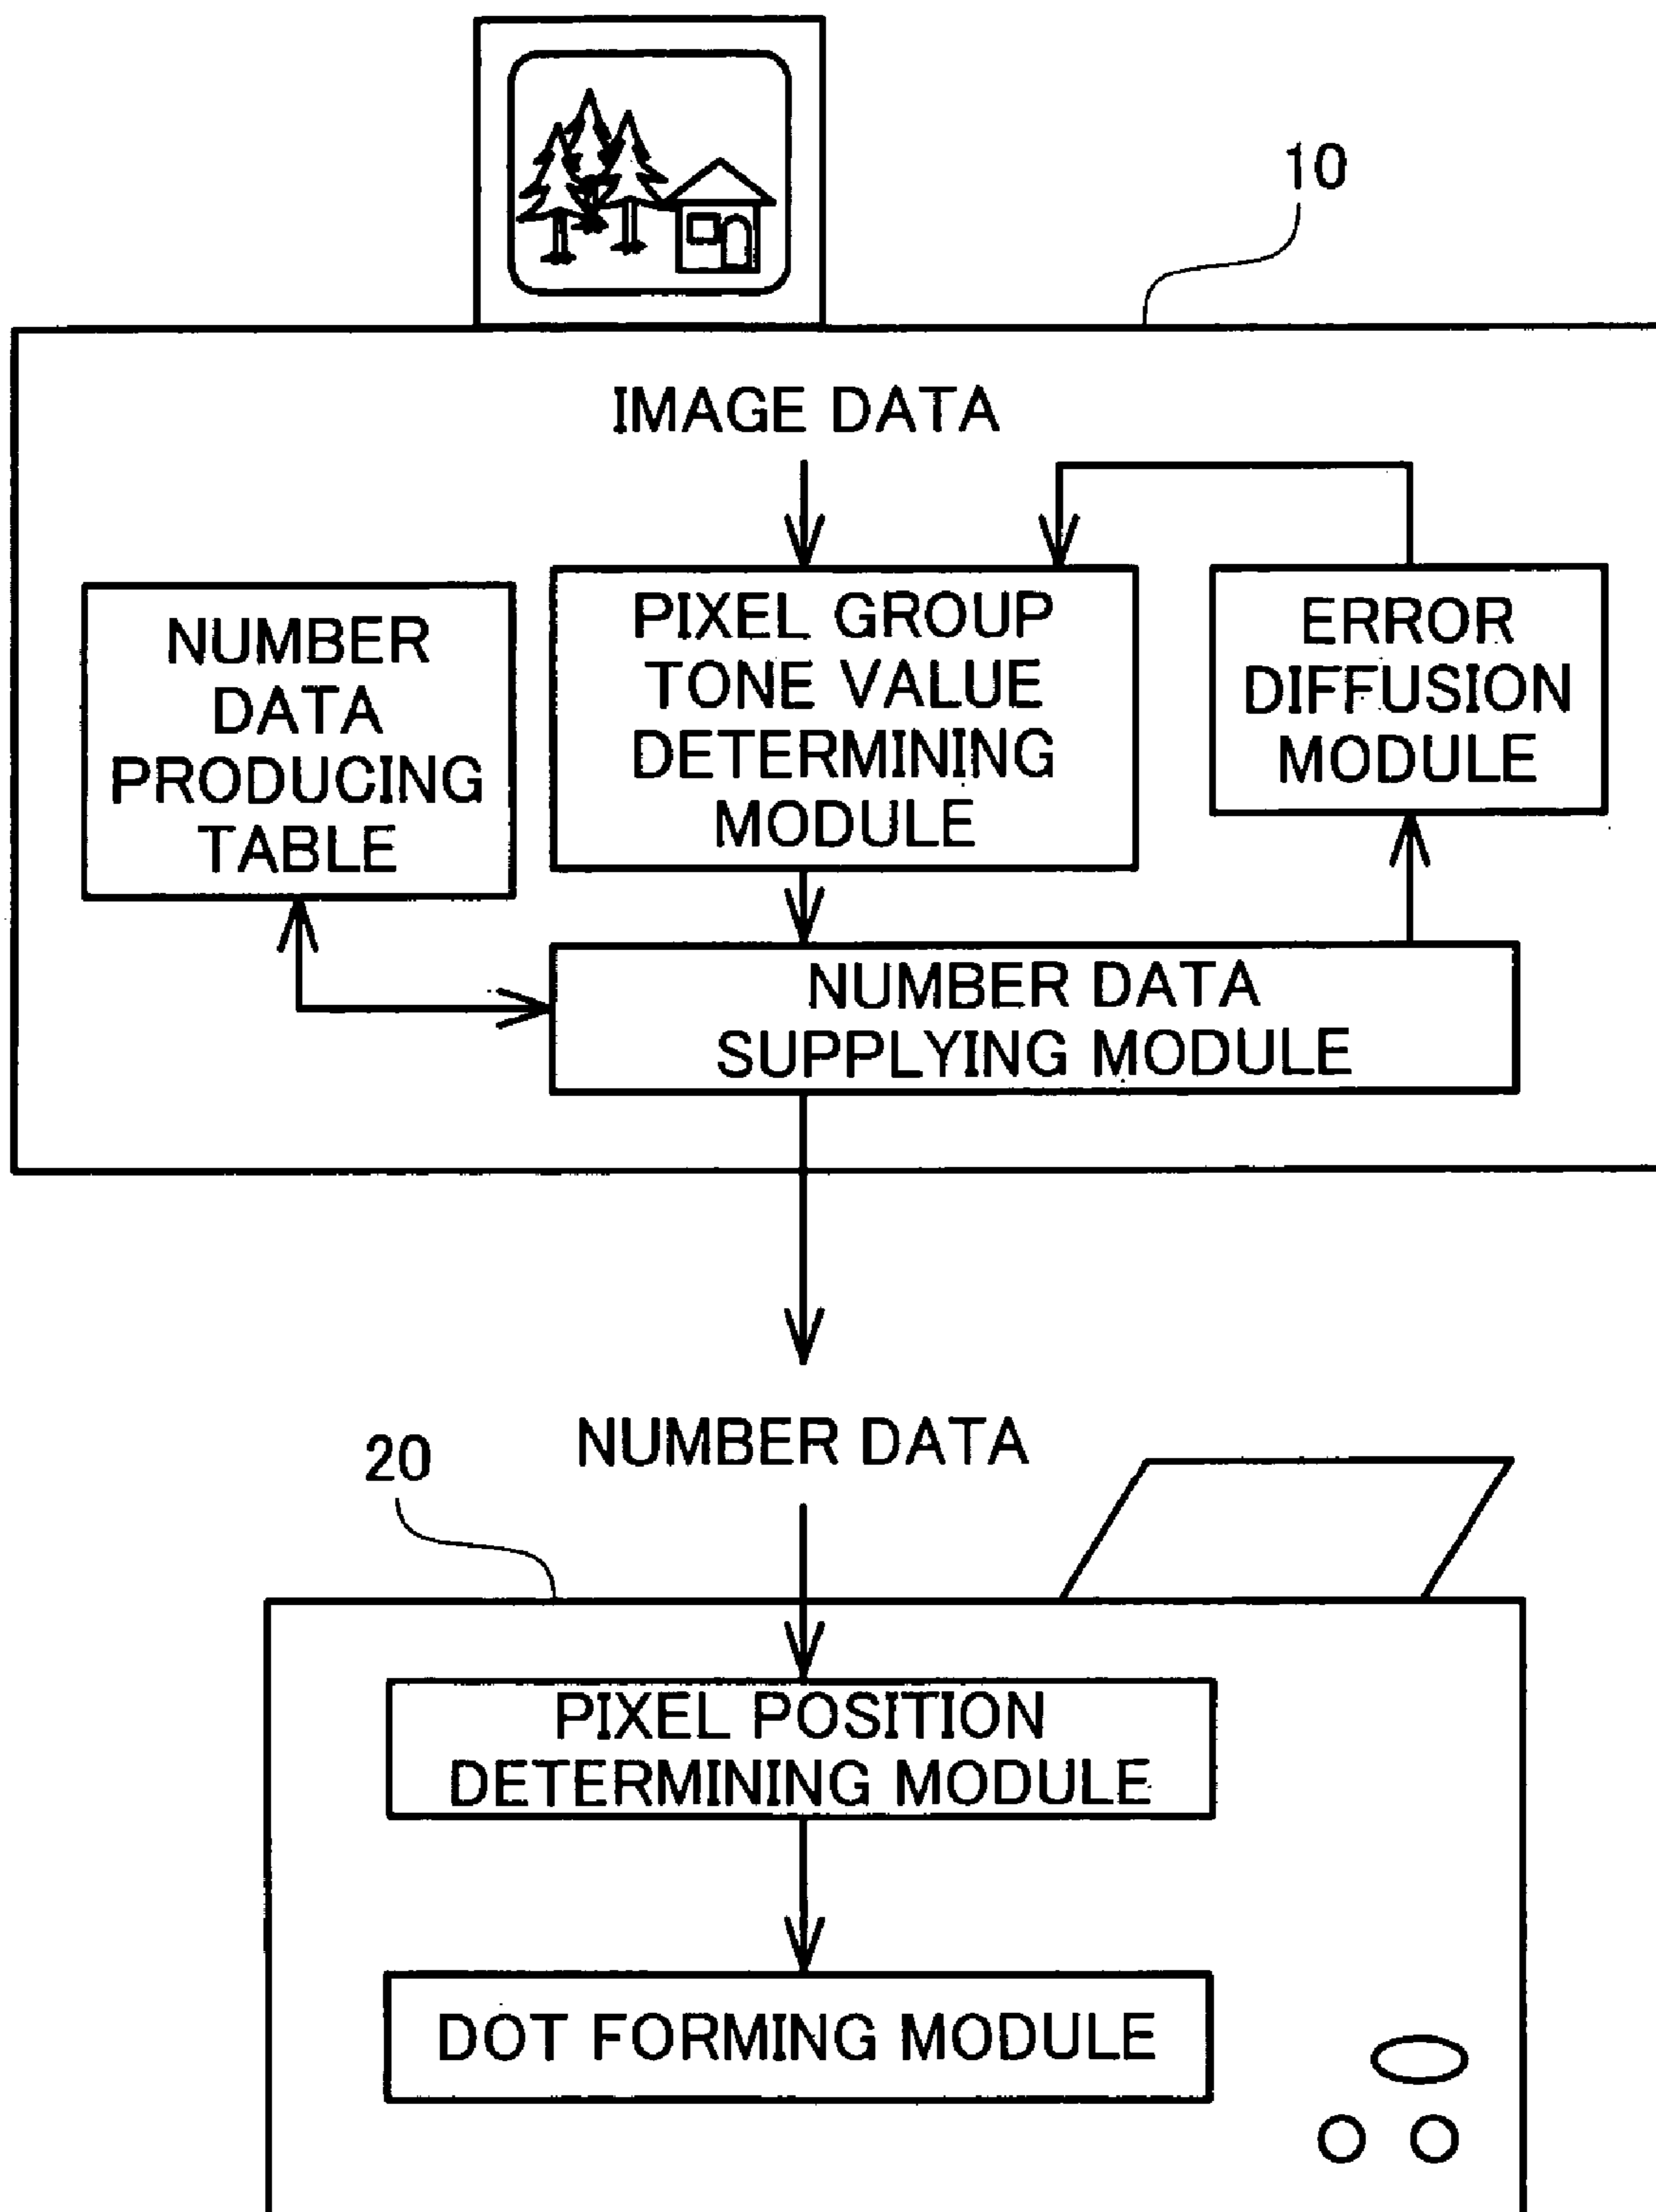 10
IMAGE DATA
NUMBER
DATA
PRODUCING
TABLE
PIXEL GROUP
TONE VALUE
DETERMINING
MODULE
ERROR
DIFFUSION
MODULE
NUMBER DATA
SUPPLYING MODULE
NUMBER DATA
20
PIXEL POSITION
DETERMINING MODULE
DOT FORMING MODULE